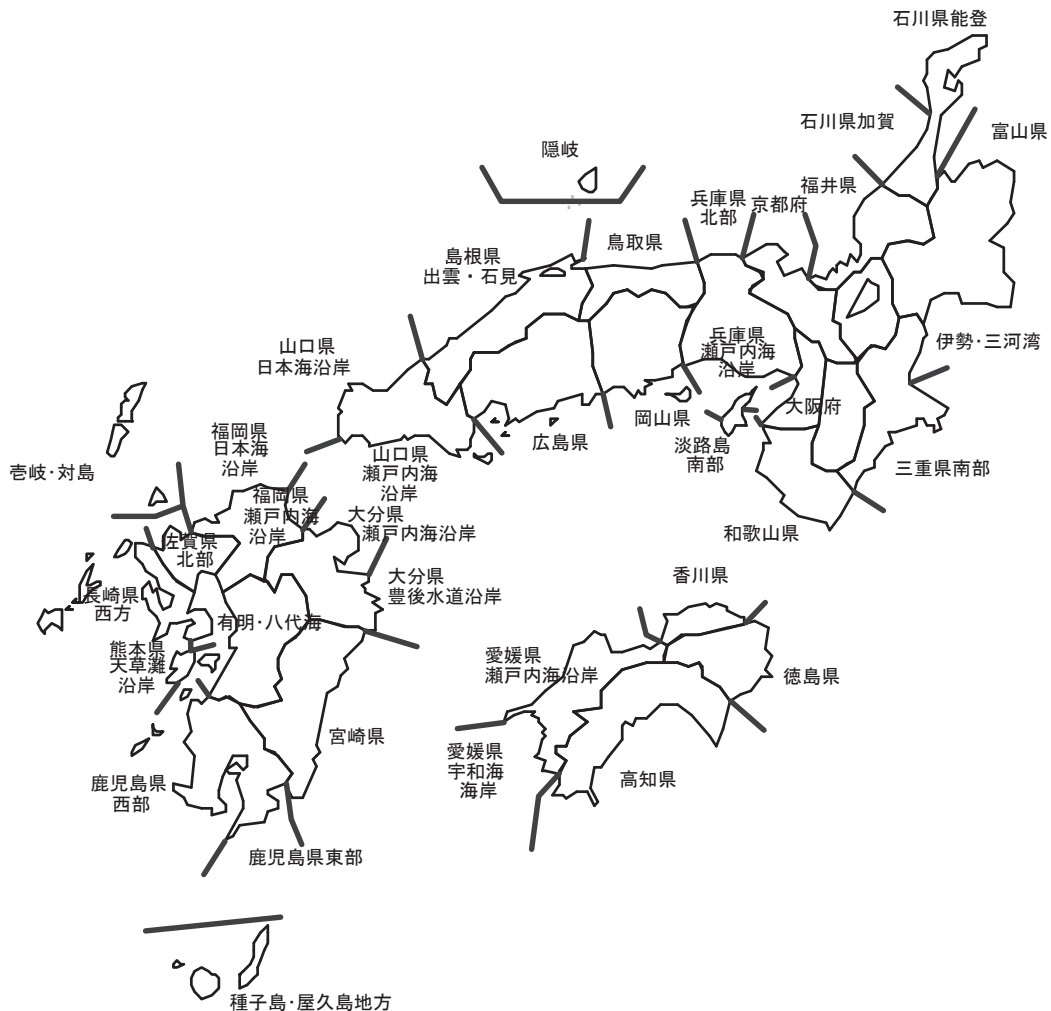 石川県能登
石川県加賀
富山県
隠岐
福井県
兵庫県
北部
京都府
鳥取県
島根県
出雲・石見
伊勢・三河湾
山口県
日本海沿岸
兵庫県
瀬戸内海
沿岸
大阪府
岡山県
広島県
淡路島
南部
三重県南部
和歌山県
福岡県
日本海
沿岸
山口県
瀬戸内海
沿岸
壱岐・対島
福岡県
瀬戸内海
沿岸
大分県
瀬戸内海沿岸
佐賀県
北部
大分県
豊後水道沿岸
長崎県
西方
有明・八代海
熊本県
天草灘
沿岸
香川県
愛媛県
瀬戸内海沿岸
徳島県
宮崎県
愛媛県
宇和海
海岸
高知県
鹿児島県
西部
鹿児島県東部
種子島・屋久島地方